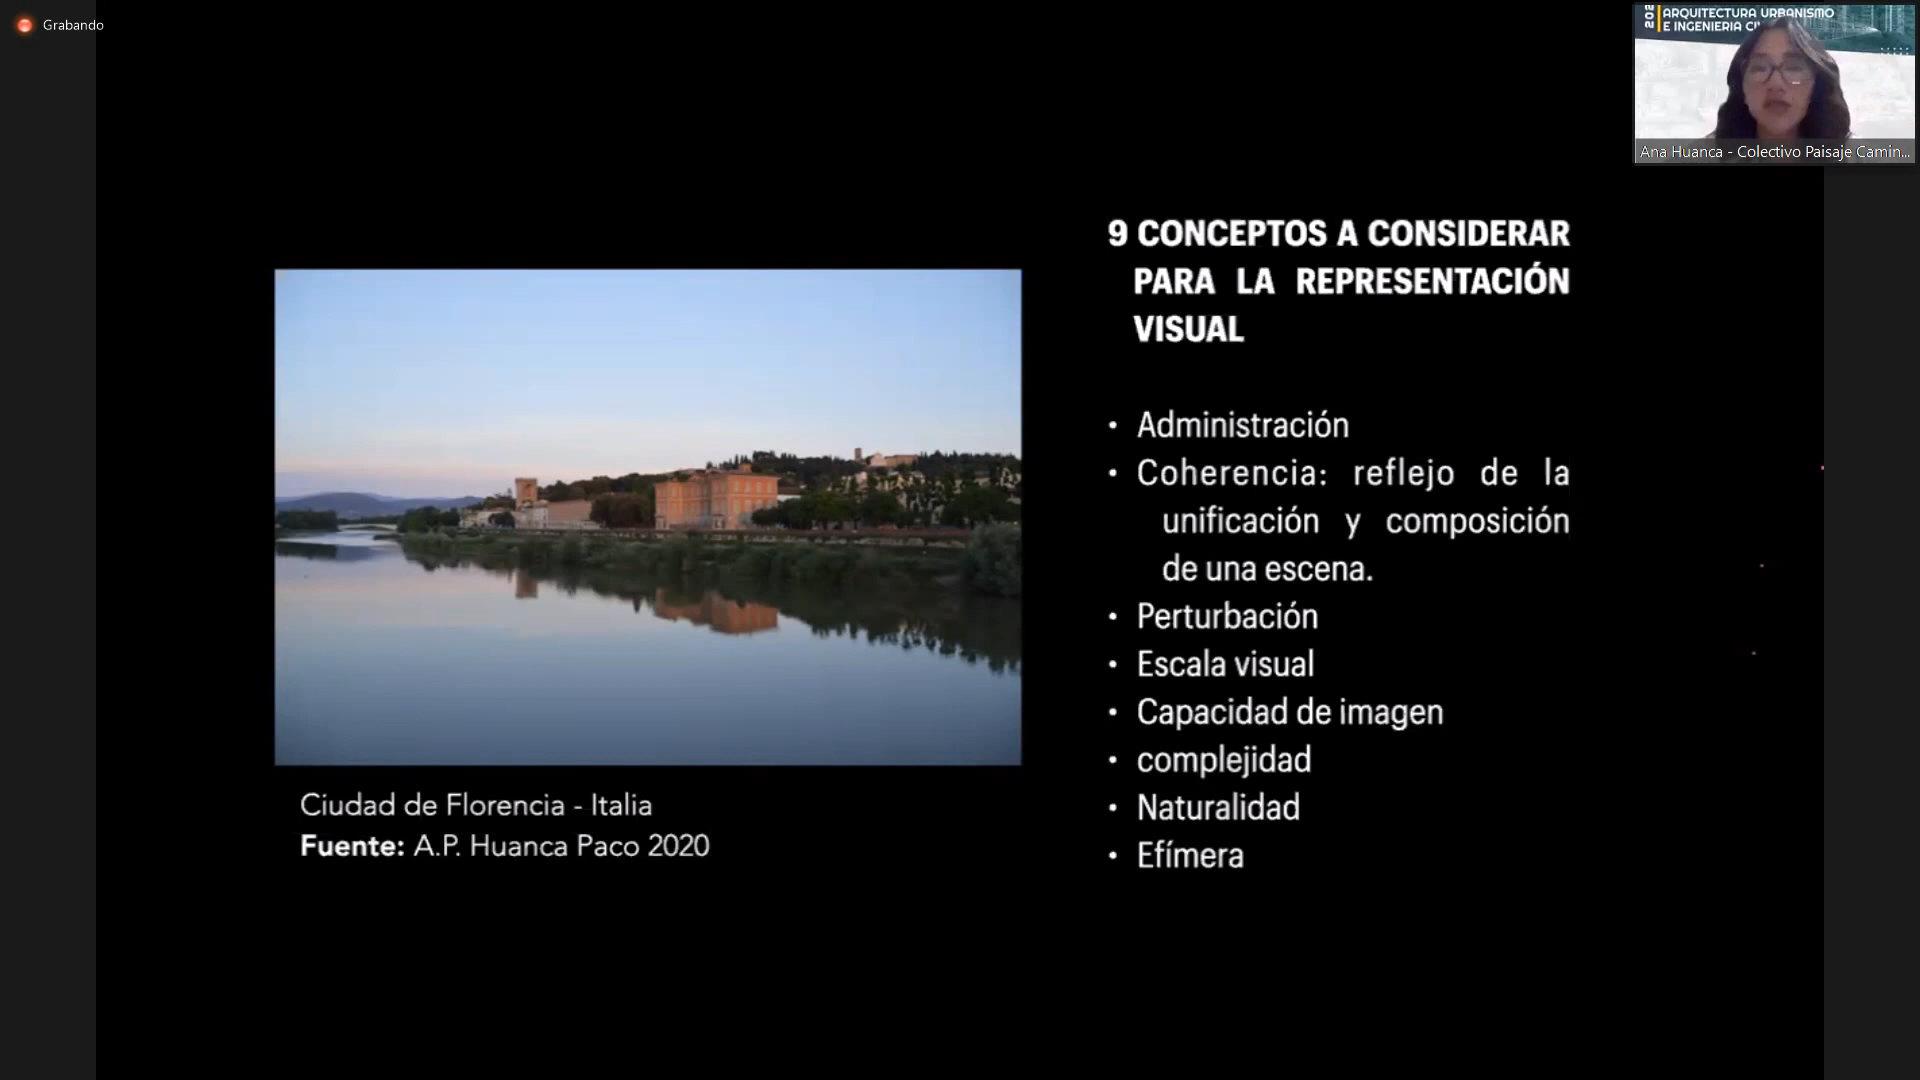 Grabando
ARQUITECTURA URBANISMO
E INGENIERIA
Ana Huanca - Colectivo Paisaje Camin...
9 CONCEPTOS A CONSIDERAR
PARA LA REPRESENTACIÓN
VISUAL
• Administración
• Coherencia: reflejo de la
unificación y composición
de una escena.
• Perturbación
• Escala visual
• Capacidad de imagen
• complejidad
• Naturalidad
• Efímera
Ciudad de Florencia - Italia
Fuente: A.P. Huanca Paco 2020